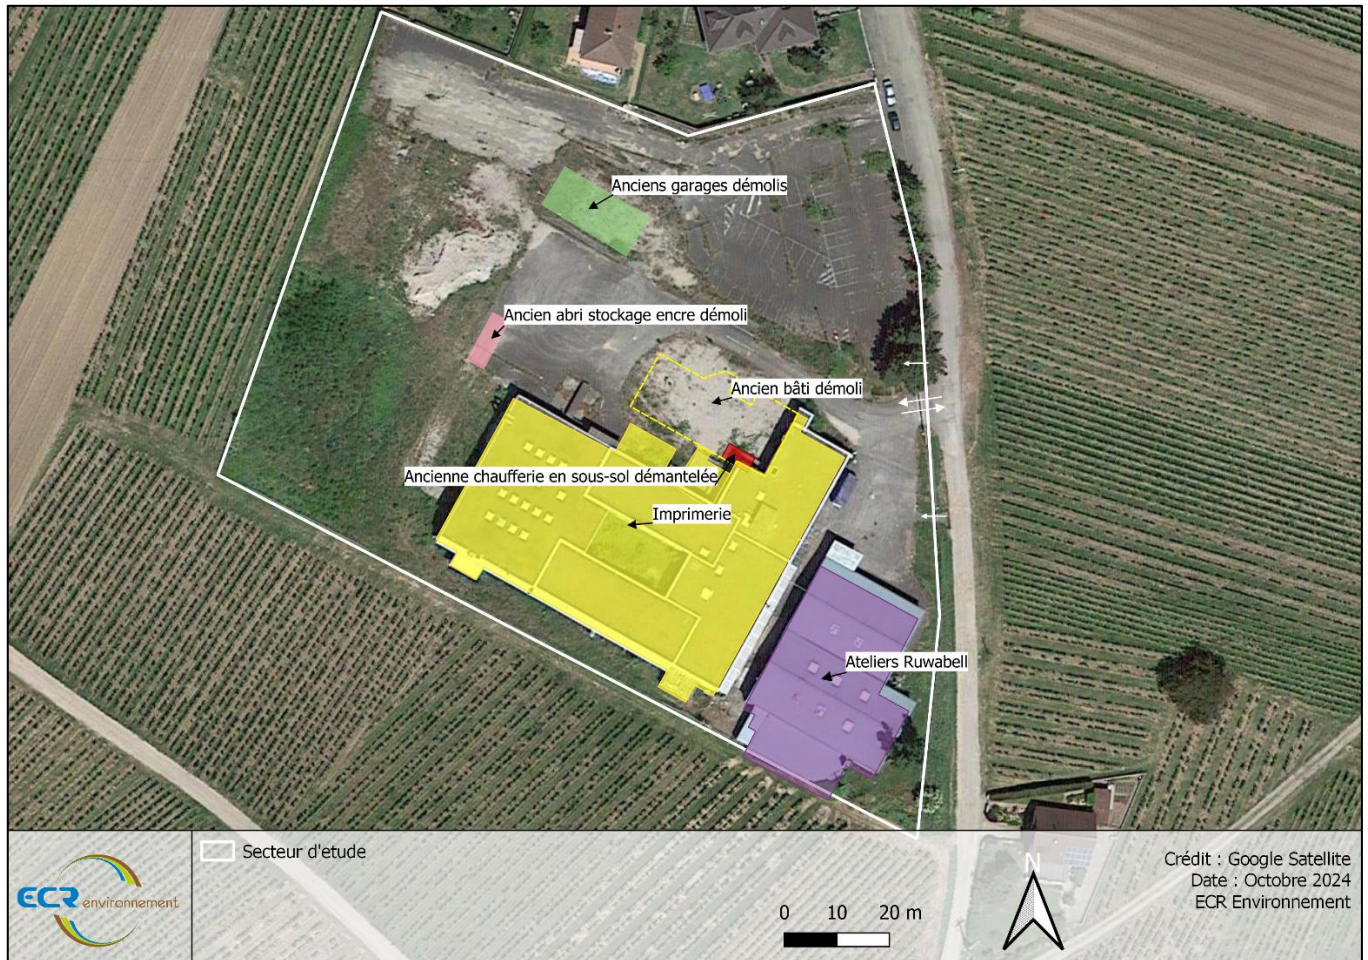 Anciens garages démolis
Ancien abri stockage encre démoli
Ancien bâti démoli
Ancienne chaufferie en sous-sol démantelée
Imprimerie
Ateliers Ruwabell
Secteur d'etude
ECR environnement
0 10 20 m
N
Crédit : Google Satellite
Date : Octobre 2024
ECR Environnement